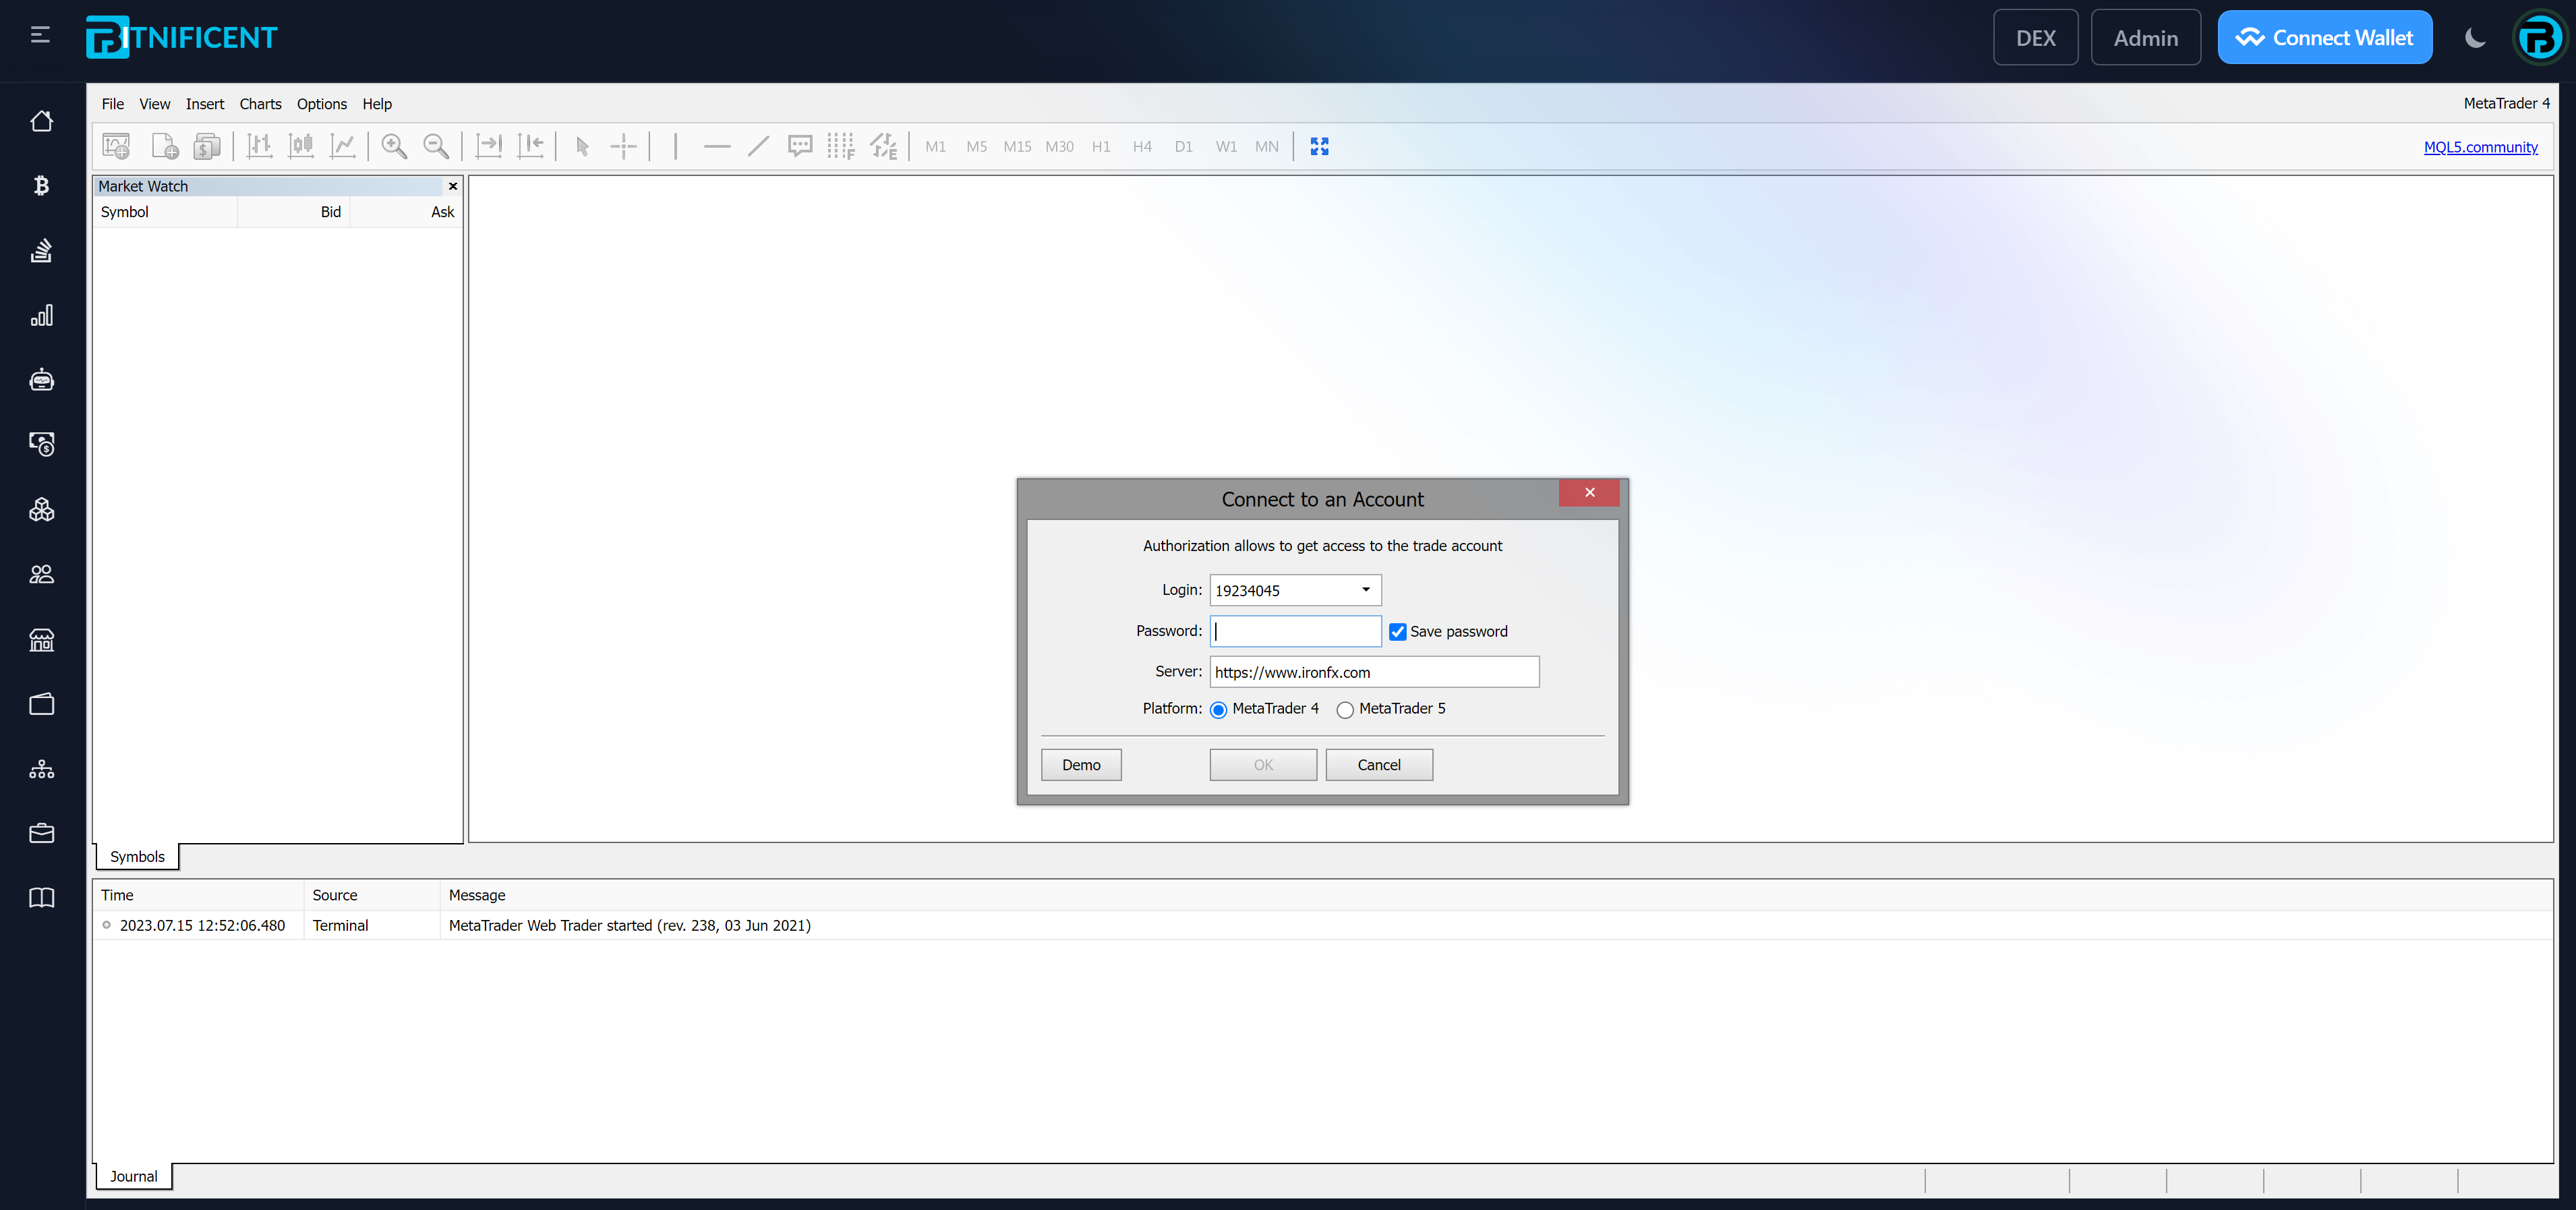 BITNIFICENT
DEX Admin Connect Wallet
File View Insert Charts Options Help MetaTrader 4
M1 M5 M15 M30 H1 H4 D1 W1 MN MQL5.community
Market Watch
Symbol Bid Ask
Connect to an Account
Authorization allows to get access to the trade account
Login: 19234045
Password: Save password
Server: https://www.ironfx.com
Platform: MetaTrader 4 MetaTrader 5
Demo OK Cancel
Symbols
Time Source Message
2023.07.15 12:52:06.480 Terminal MetaTrader Web Trader started (rev. 238, 03 Jun 2021)
Journal